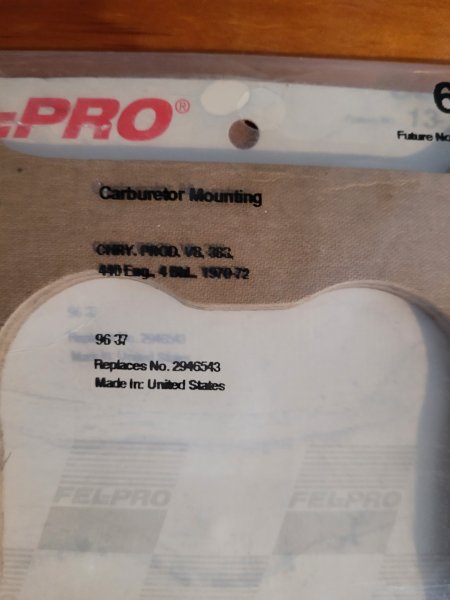 EL-PRO®
6
13
Future No
Carburetor Mounting
CHRY. PROD. V8, 383,
440 Eng., 4 Bbl., 1970-72
96 37
Replaces No. 2946543
Made In: United States
FEL-PRO FEL-PRO